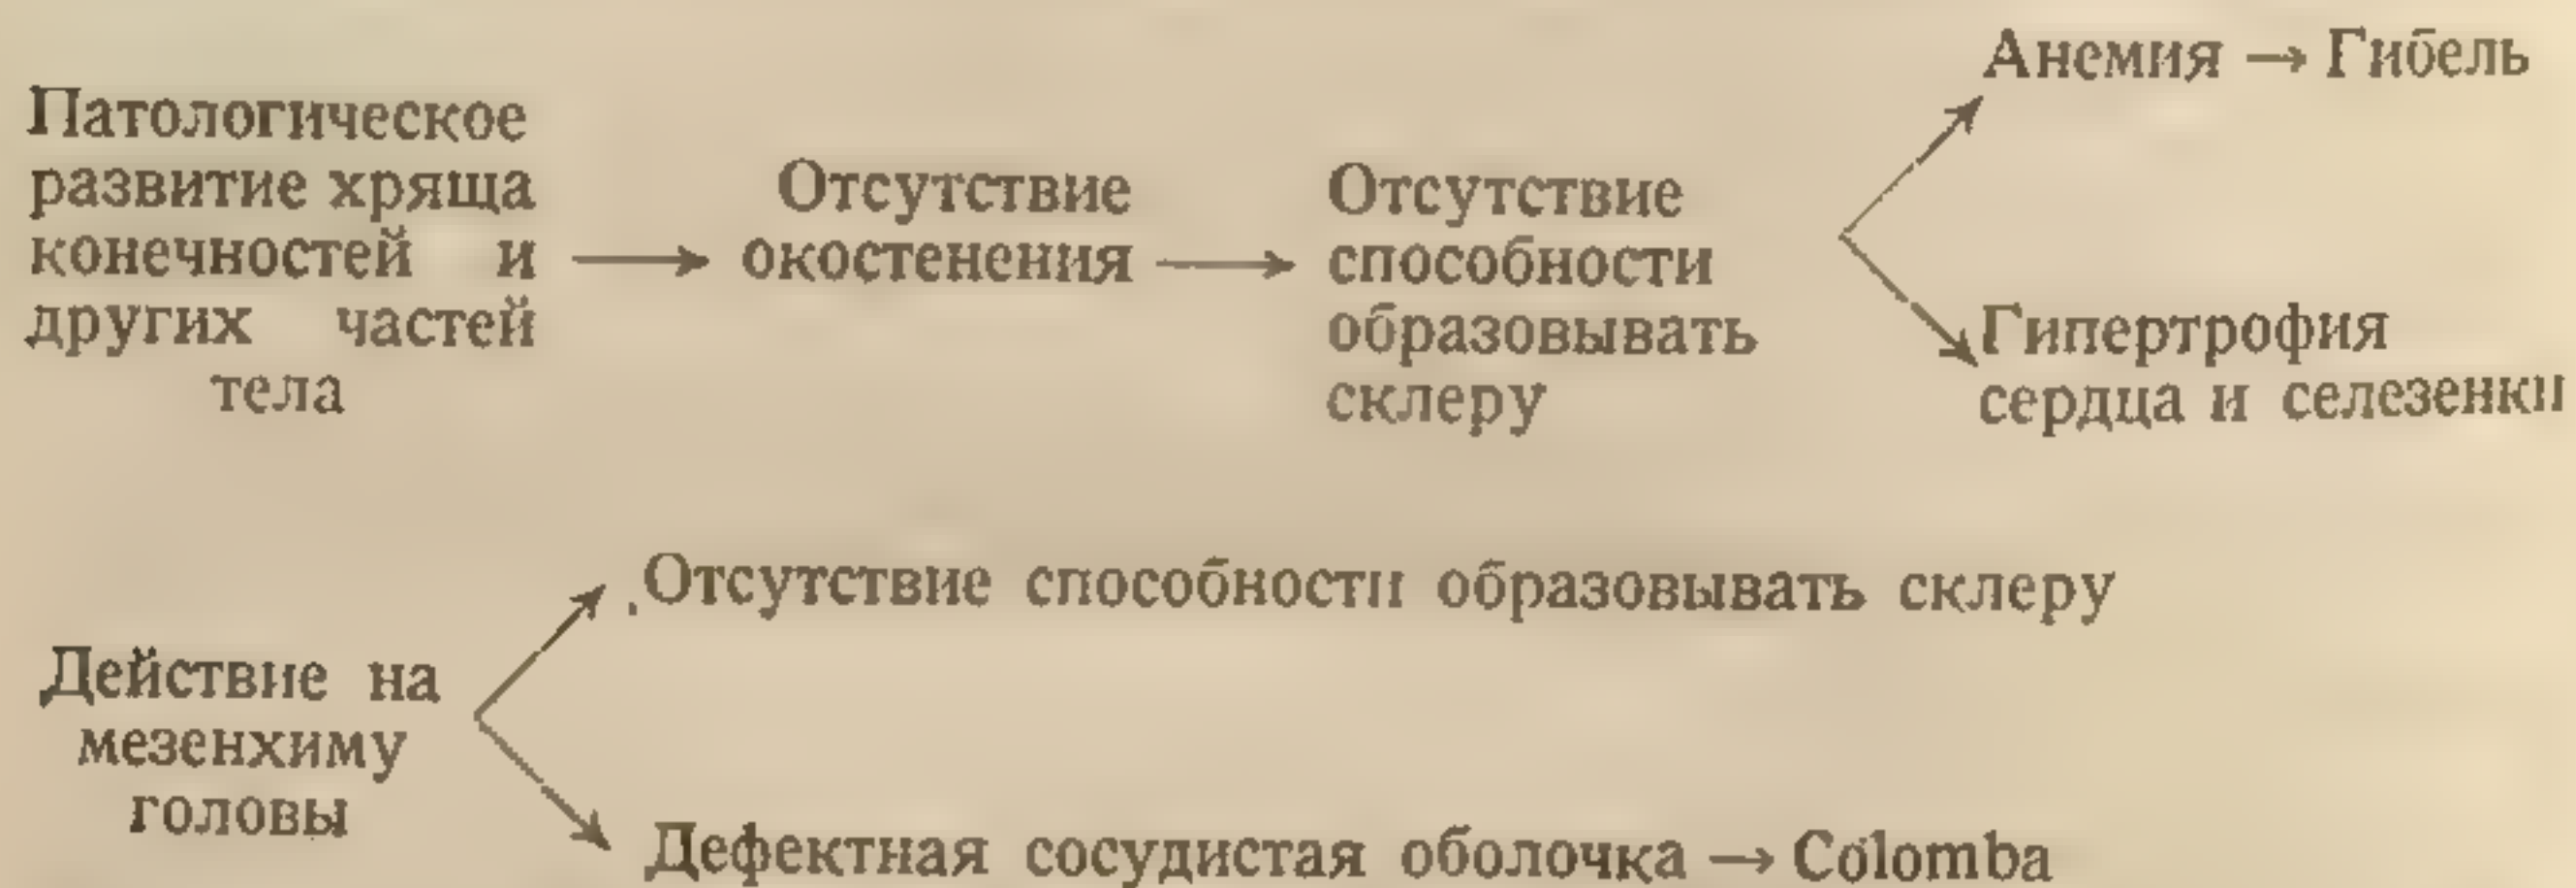 Анемия → Гибель
Патологическое
развитие хряща
конечностей и
других частей
тела
→
Отсутствие
окостенения
→
Отсутствие
способности
образовывать
склеру
Гипертрофия
сердца и селезенки
Отсутствие способности образовывать склеру
Действие на
мезенхиму
головы
Дефектная сосудистая оболочка → Colomba